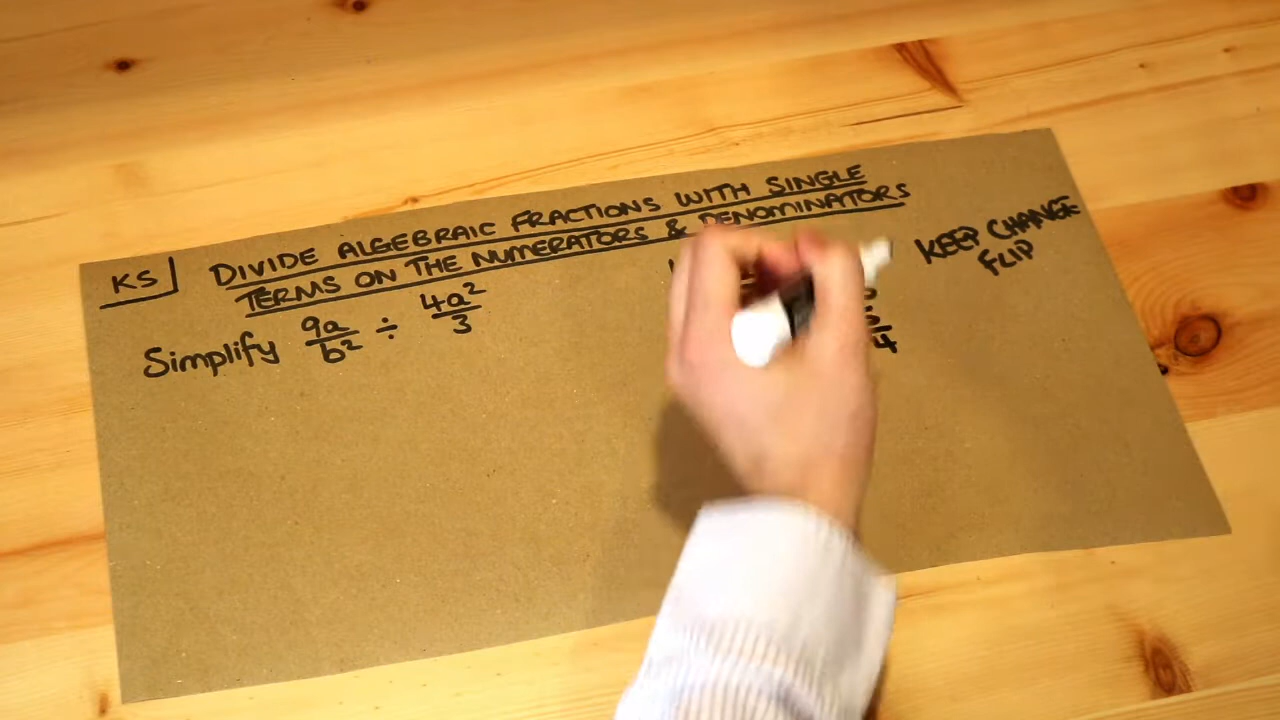 KS DIVIDE ALGEBRAIC FRACTIONS WITH SINGLE
TERMS ON THE NUMERATORS & DENOMINATORS
KEEP CHANGE
FLIP
Simplify 9a/b² ÷ 4a²/3
4